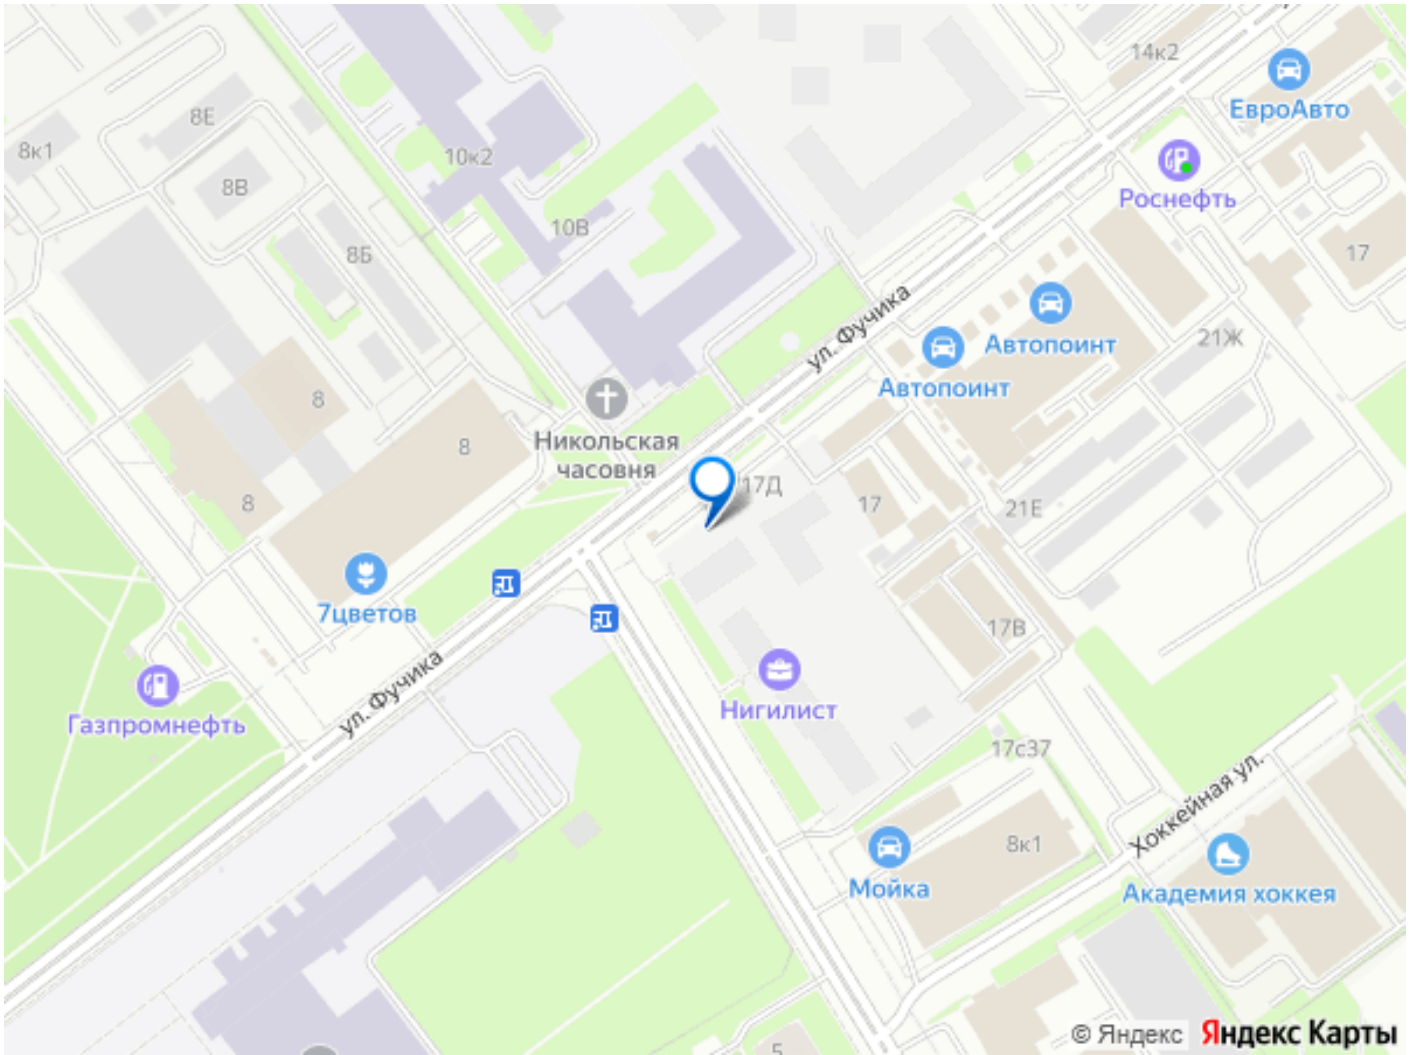 14к2
ЕвроАвто
8Е
8к1
10к2
8В
Роснефть
10В
8Б
17
ул. Фучика
Автопоинт
21Ж
Автопоинт
8
8
Никольская
часовня
8
17Д
17
21Е
7цветов
17В
ул. Фучика
Газпромнефть
Нигилист
17с37
Хоккейная ул.
8к1
Мойка
Академия хоккея
5
© Яндекс Яндекс Карты